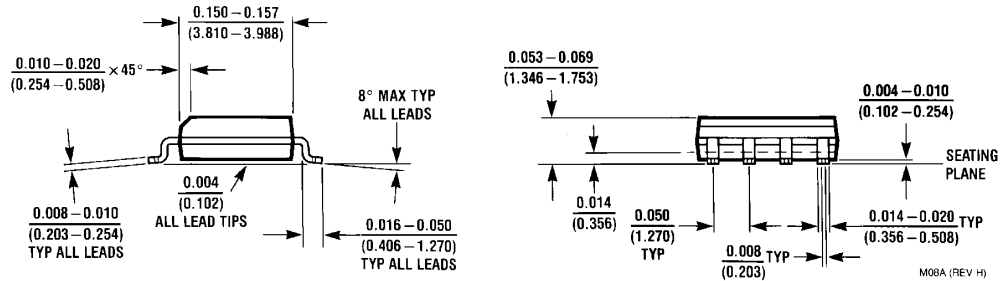 0.150–0.157
(3.810–3.988)
0.010–0.020
(0.254–0.508)
×45°
8° MAX TYP
ALL LEADS
0.004
(0.102)
ALL LEAD TIPS
0.008–0.010
(0.203–0.254)
TYP ALL LEADS
0.016–0.050
(0.406–1.270)
TYP ALL LEADS
0.053–0.069
(1.346–1.753)
0.004–0.010
(0.102–0.254)
SEATING
PLANE
0.014
(0.356)
0.050
(1.270)
TYP
0.014–0.020
(0.356–0.508)
TYP
0.008
(0.203)
TYP
M08A (REV H)